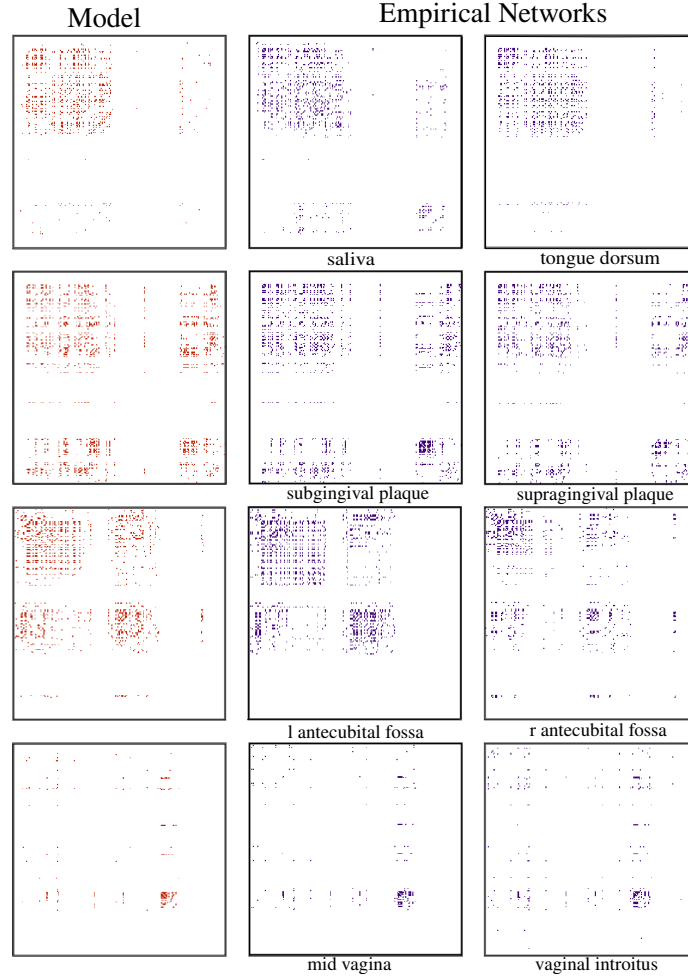 Model
Empirical Networks
saliva
tongue dorsum
subgingival plaque
supragingival plaque
l antecubital fossa
r antecubital fossa
mid vagina
vaginal introitus